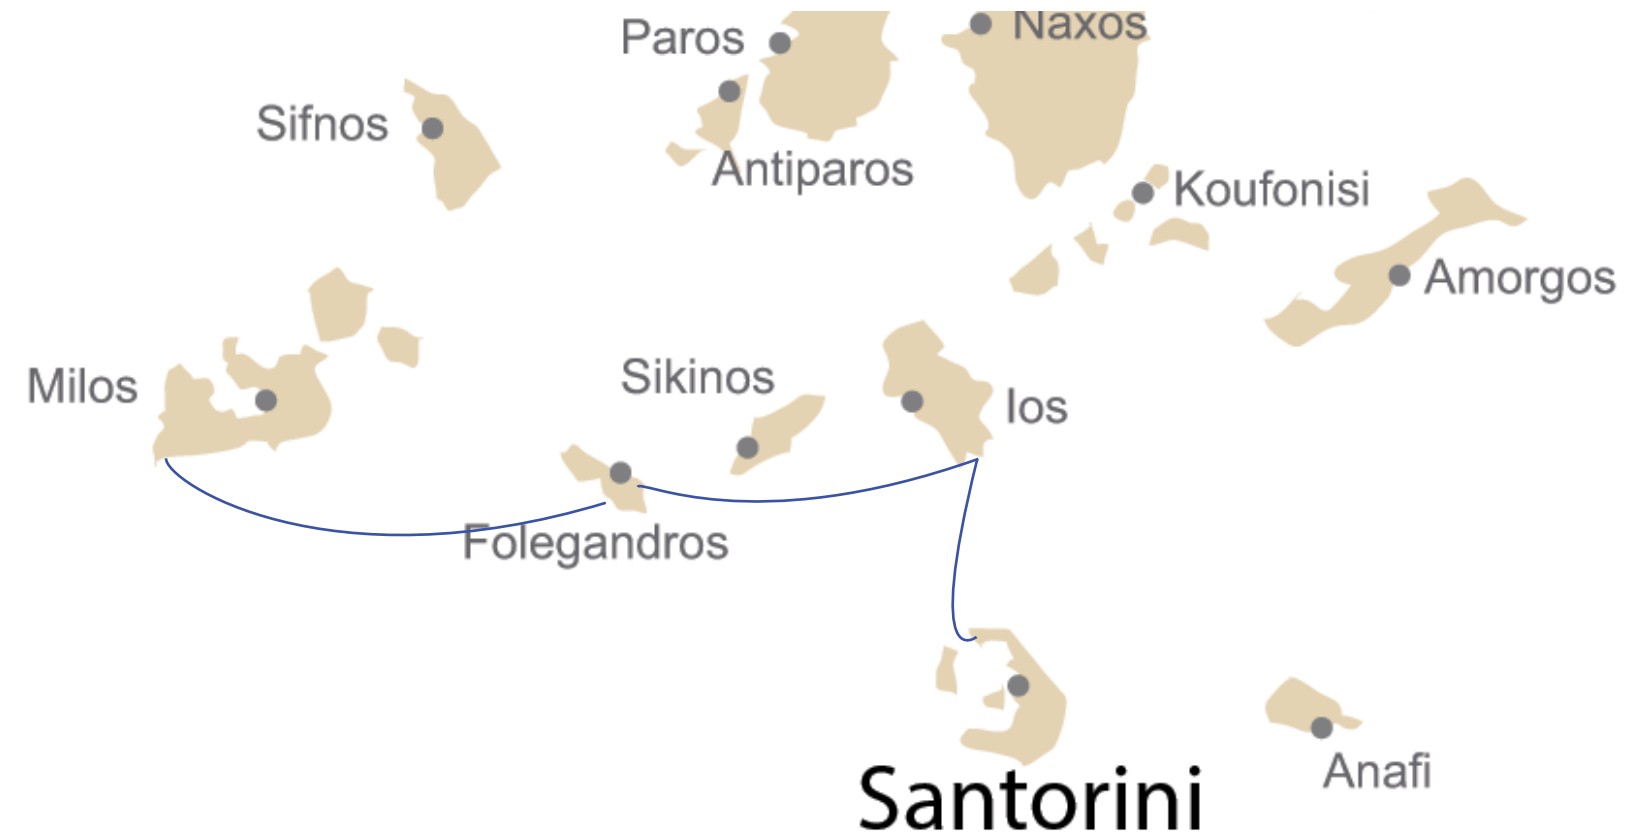 Paros
Naxos
Sifnos
Antiparos
Koufonisi
Amorgos
Milos
Sikinos
Ios
Folegandros
Santorini
Anafi